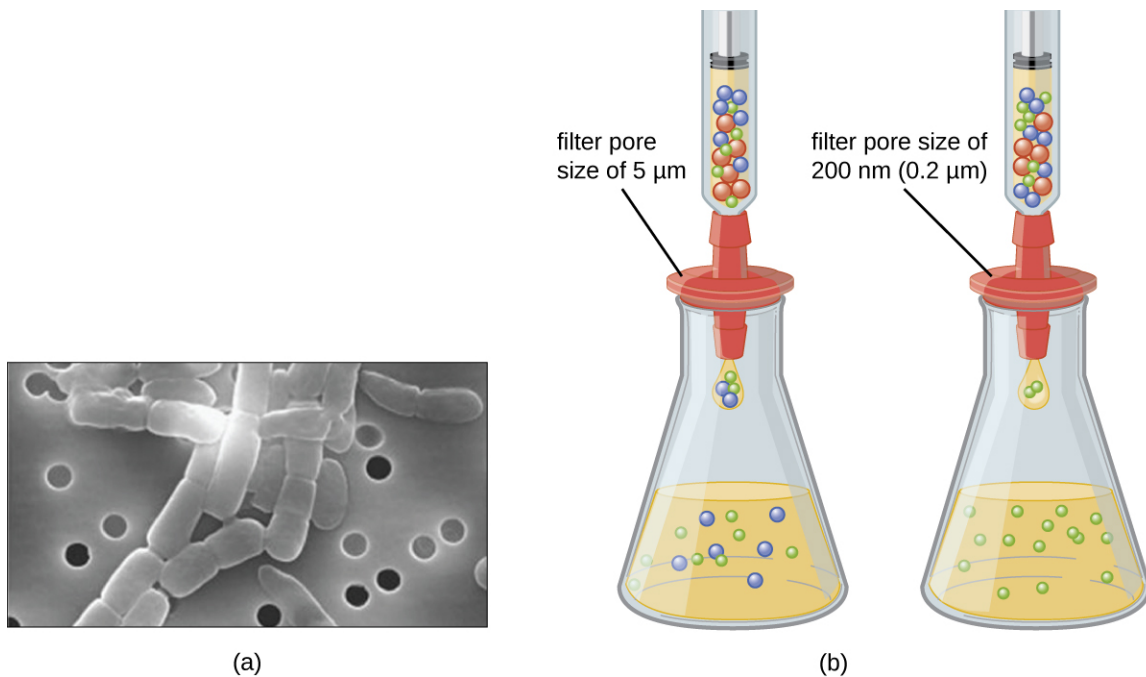 filter pore
size of 5 µm
filter pore size of
200 nm (0.2 µm)
(a)
(b)